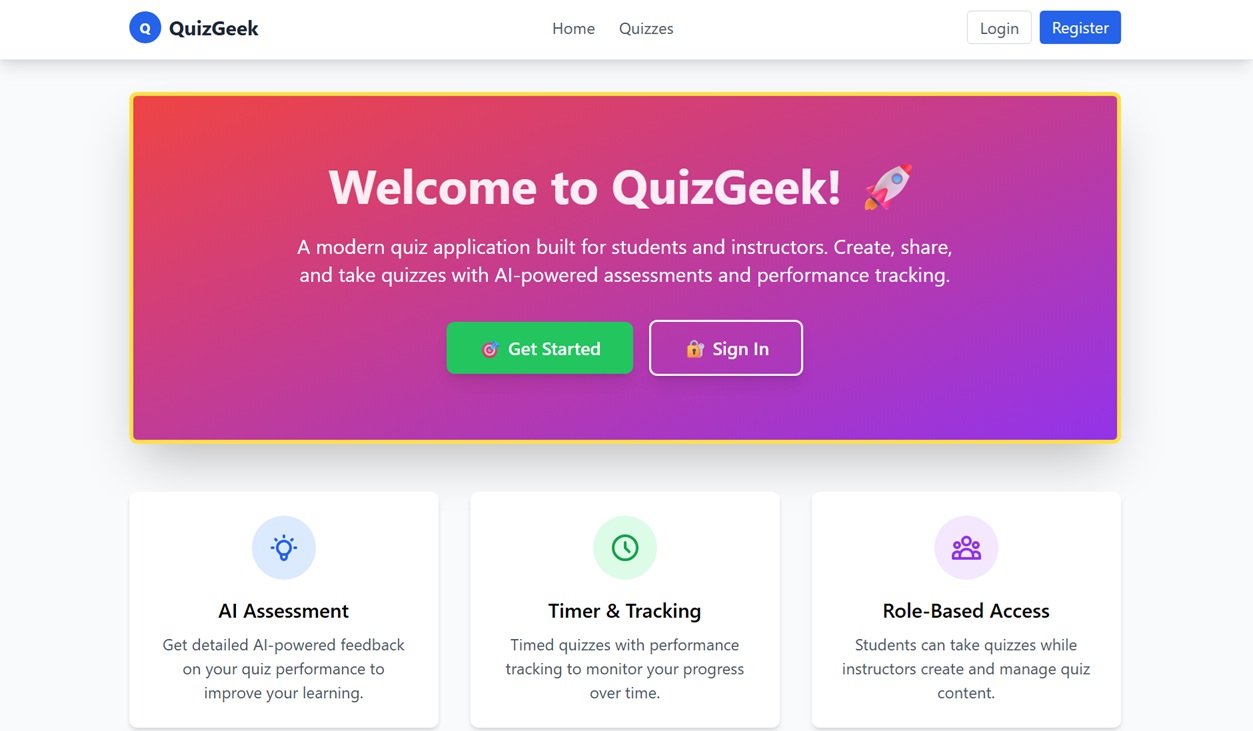 Q QuizGeek
Home Quizzes
Login Register
Welcome to QuizGeek! 🚀
A modern quiz application built for students and instructors. Create, share,
and take quizzes with AI-powered assessments and performance tracking.
🎯 Get Started
🔐 Sign In
AI Assessment
Get detailed AI-powered feedback
on your quiz performance to
improve your learning.
Timer & Tracking
Timed quizzes with performance
tracking to monitor your progress
over time.
Role-Based Access
Students can take quizzes while
instructors create and manage quiz
content.